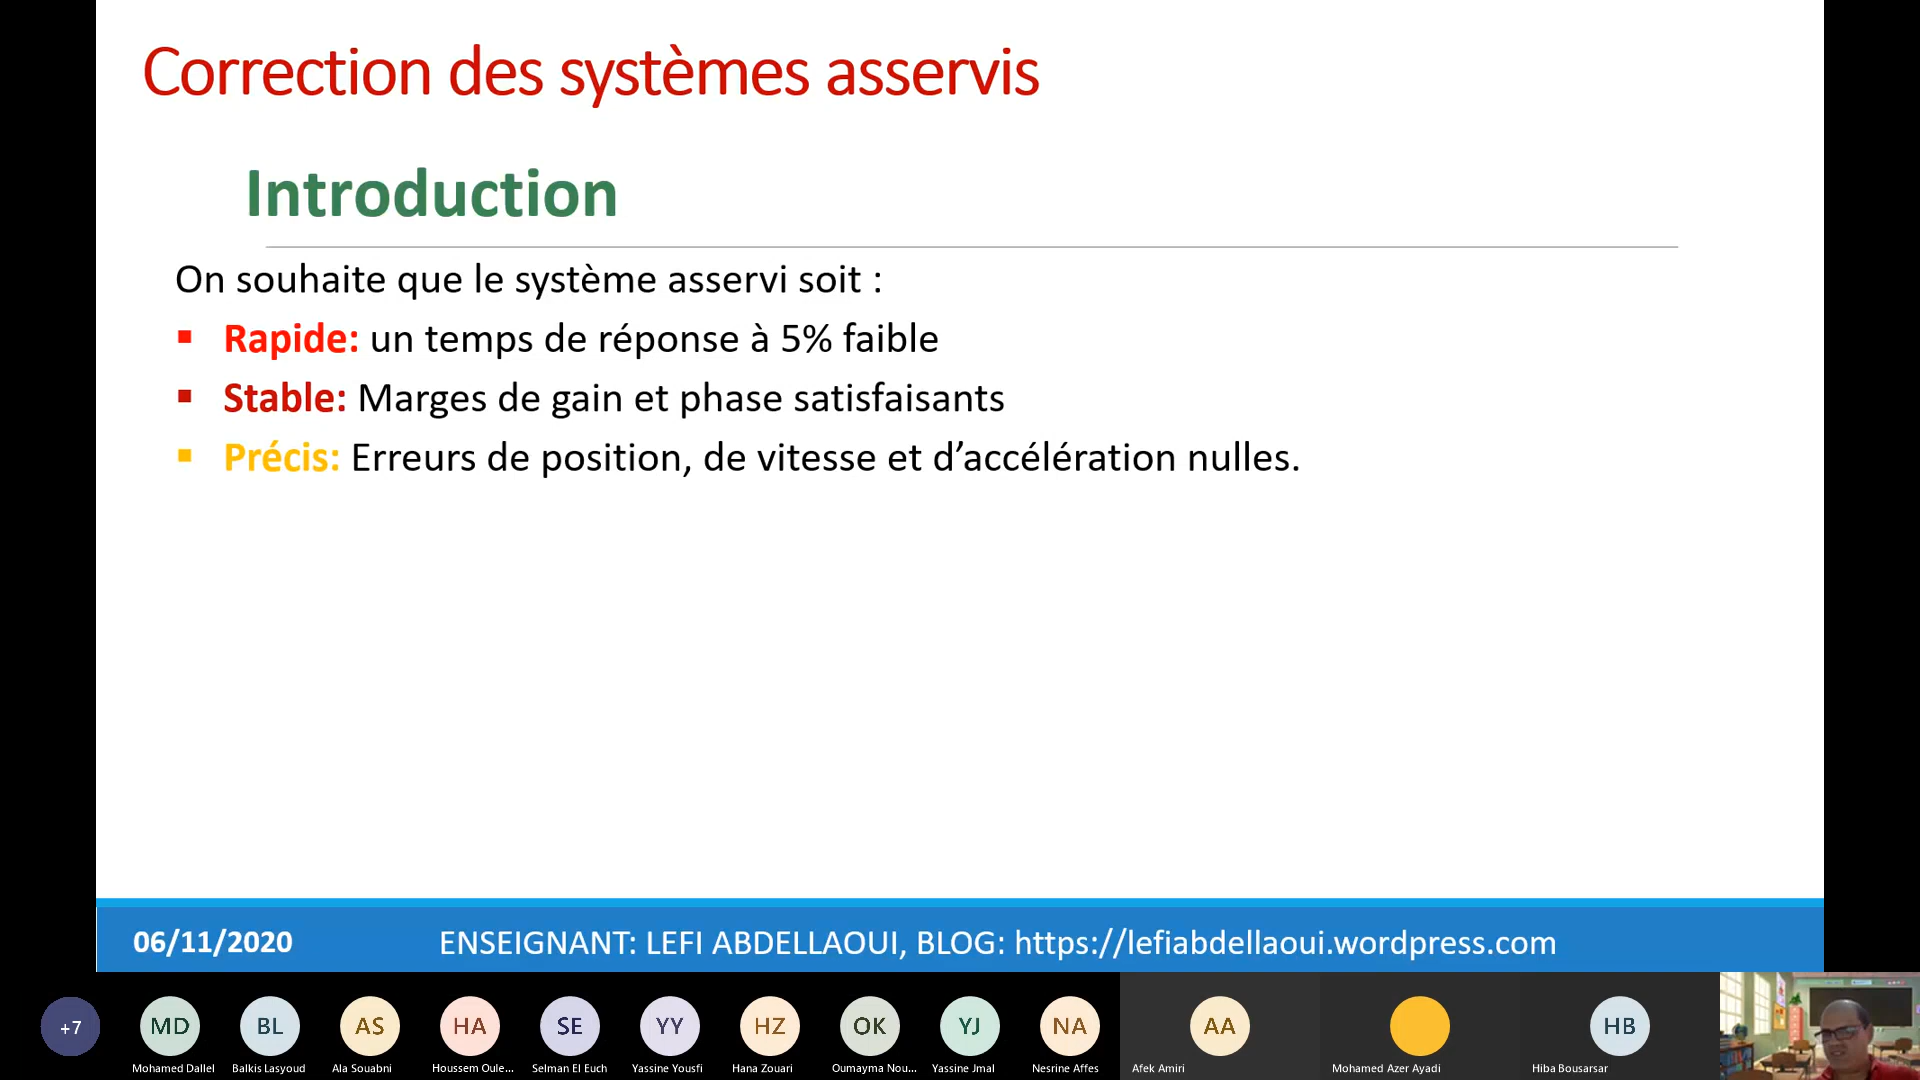 Correction des systèmes asservis
Introduction
On souhaite que le système asservi soit :
▪ Rapide: un temps de réponse à 5% faible
▪ Stable: Marges de gain et phase satisfaisants
▪ Précis: Erreurs de position, de vitesse et d’accélération nulles.
06/11/2020 ENSEIGNANT: LEFI ABDELLAOUI, BLOG: https://lefiabdellaoui.wordpress.com
+7 MD BL AS HA SE YY HZ OK YJ NA AA HB
Mohamed Dallel Balkis Lasyoud Ala Souabni Houssem Oule... Selman El Euch Yassine Yousfi Hana Zouari Oumayma Nou... Yassine Jmal Nesrine Affes Afek Amiri Mohamed Azer Ayadi Hiba Bousarsar